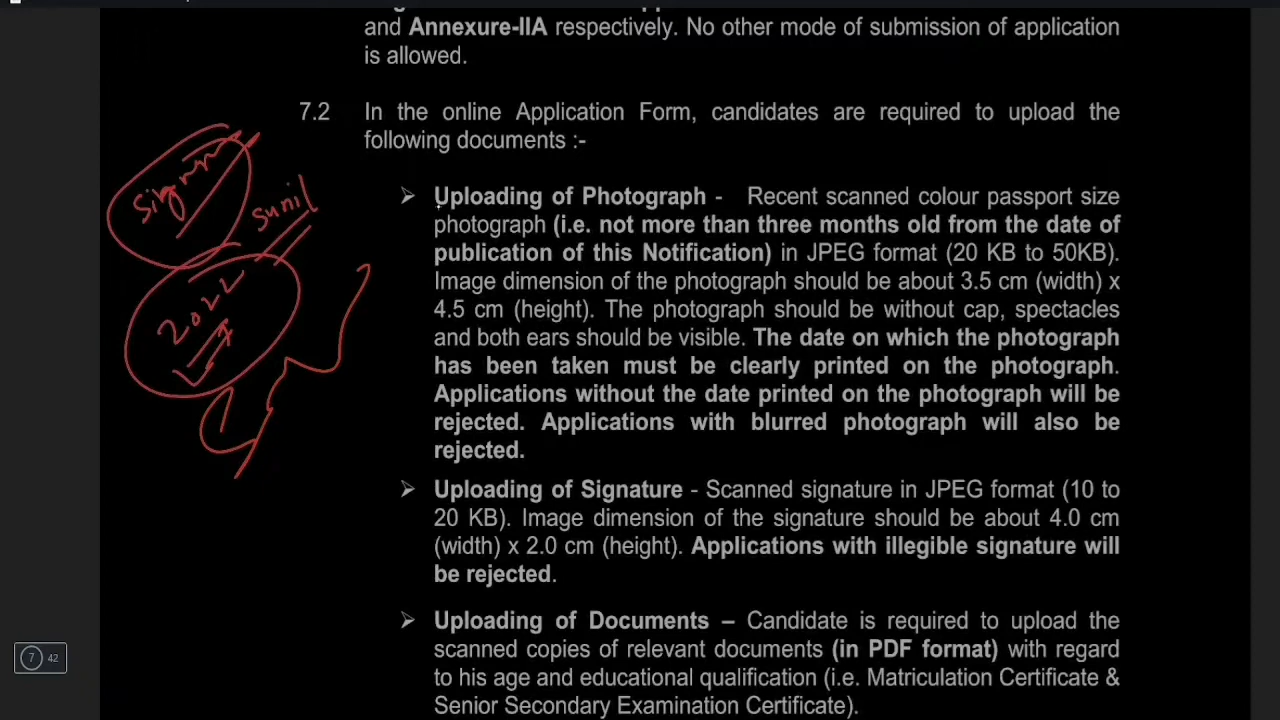 and Annexure-IIA respectively. No other mode of submission of application
is allowed.
7.2 In the online Application Form, candidates are required to upload the
following documents :-
➢ Uploading of Photograph - Recent scanned colour passport size
photograph (i.e. not more than three months old from the date of
publication of this Notification) in JPEG format (20 KB to 50KB).
Image dimension of the photograph should be about 3.5 cm (width) x
4.5 cm (height). The photograph should be without cap, spectacles
and both ears should be visible. The date on which the photograph
has been taken must be clearly printed on the photograph.
Applications without the date printed on the photograph will be
rejected. Applications with blurred photograph will also be
rejected.
➢ Uploading of Signature - Scanned signature in JPEG format (10 to
20 KB). Image dimension of the signature should be about 4.0 cm
(width) x 2.0 cm (height). Applications with illegible signature will
be rejected.
➢ Uploading of Documents – Candidate is required to upload the
scanned copies of relevant documents (in PDF format) with regard
to his age and educational qualification (i.e. Matriculation Certificate &
Senior Secondary Examination Certificate).
sunil
2022
7 42